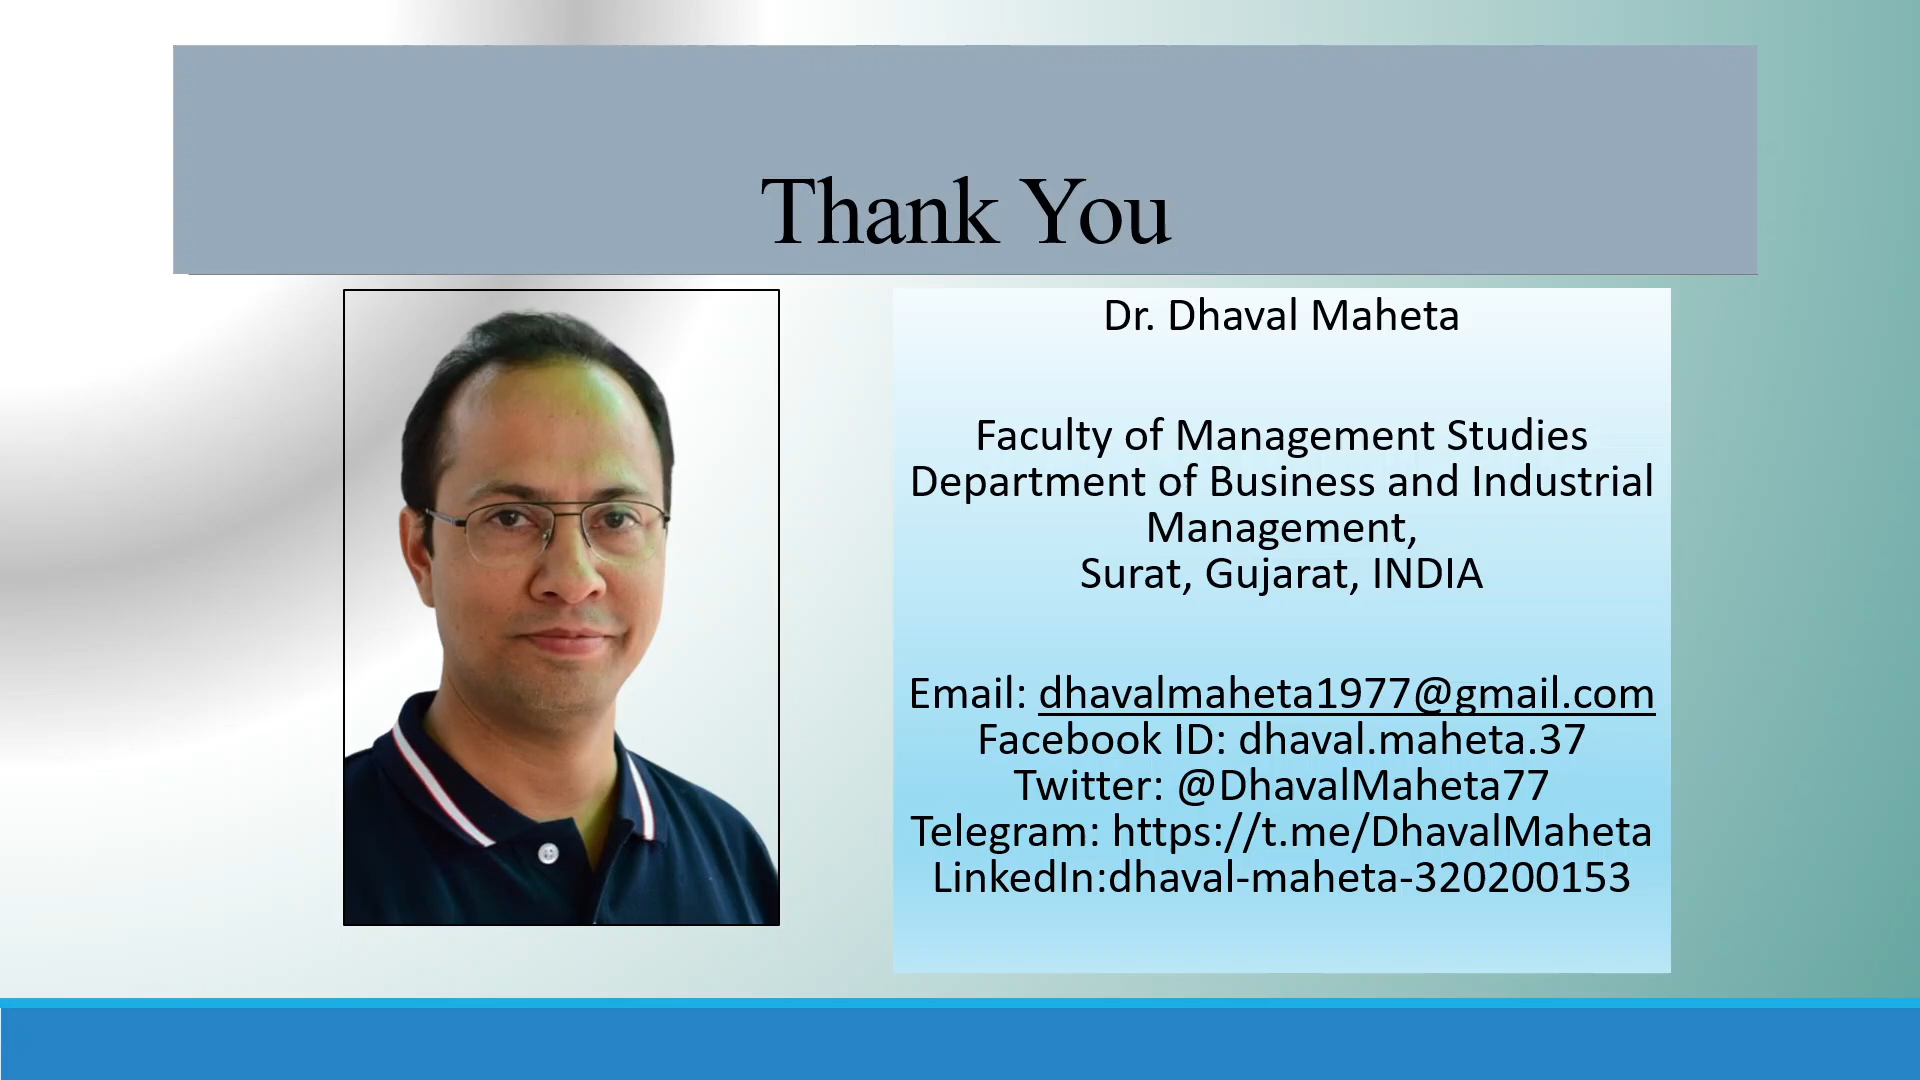 Thank You
Dr. Dhaval Maheta
Faculty of Management Studies
Department of Business and Industrial
Management,
Surat, Gujarat, INDIA
Email: dhavalmaheta1977@gmail.com
Facebook ID: dhaval.maheta.37
Twitter: @DhavalMaheta77
Telegram: https://t.me/DhavalMaheta
LinkedIn:dhaval-maheta-320200153